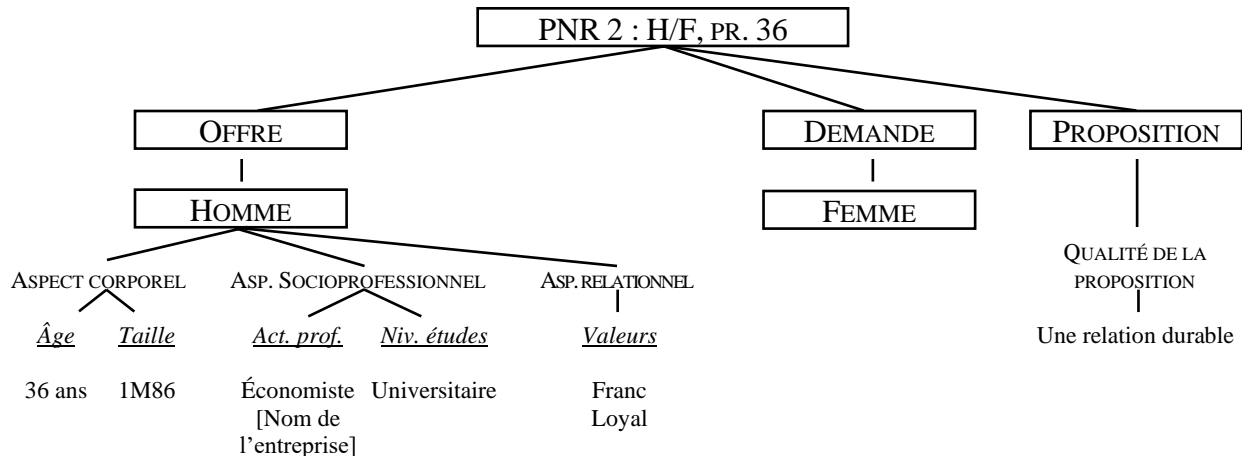 PNR 2 : H/F, PR. 36
OFFRE
DEMANDE
PROPOSITION
HOMME
FEMME
ASPECT CORPOREL
ASP. SOCIOPROFESSIONNEL
ASP. RELATIONNEL
QUALITÉ DE LA
PROPOSITION
Âge
Taille
Act. prof.
Niv. études
Valeurs
Une relation durable
36 ans
1M86
Économiste
[Nom de
l'entreprise]
Universitaire
Franc
Loyal